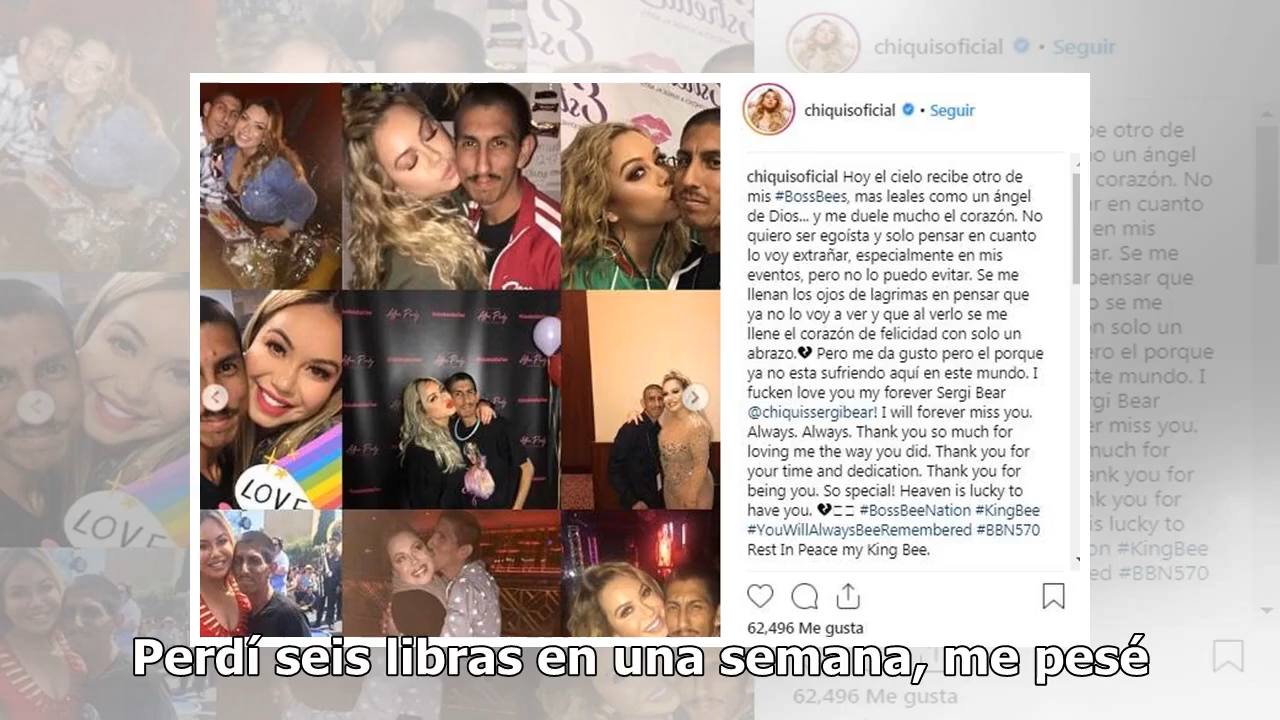 chiquisoficial • Seguir
chiquisoficial • Seguir
chiquisoficial Hoy el cielo recibe otro de
mis #BossBees, mas leales como un ángel
de Dios... y me duele mucho el corazón. No
quiero ser egoísta y solo pensar en cuanto
lo voy extrañar, especialmente en mis
eventos, pero no lo puedo evitar. Se me
llenan los ojos de lagrimas en pensar que
ya no lo voy a ver y que al verlo se me
llene el corazón de felicidad con solo un
abrazo.💔 Pero me da gusto pero el porque
ya no esta sufriendo aquí en este mundo. I
fucken love you my forever Sergi Bear
@chiquissergibear! I will forever miss you.
Always. Always. Thank you so much for
loving me the way you did. Thank you for
your time and dedication. Thank you for
being you. So special! Heaven is lucky to
have you. 💔□□ #BossBeeNation #KingBee
#YouWillAlwaysBeeRemembered #BBN570
Rest In Peace my King Bee.
62,496 Me gusta
LOVE
LOVE
Perdí seis libras en una semana, me pesé
62,496 Me gusta